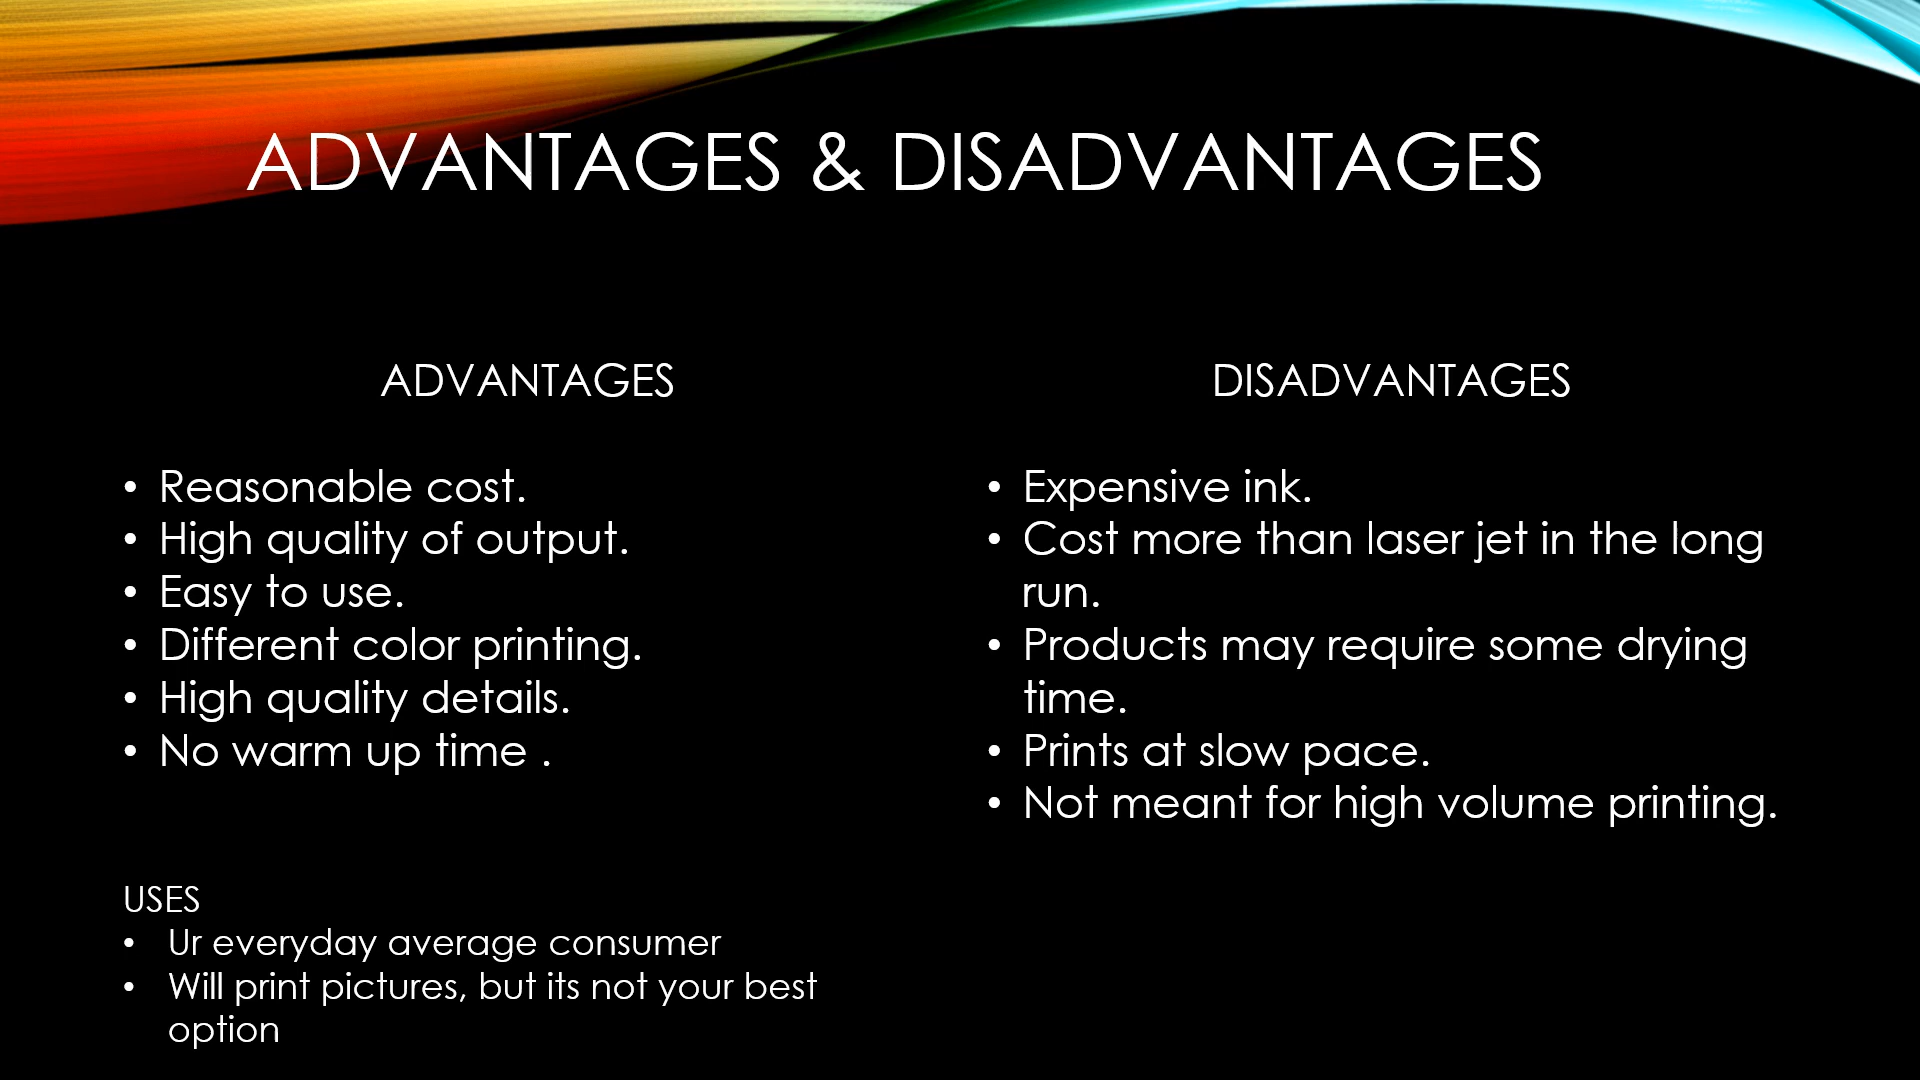 ADVANTAGES & DISADVANTAGES
ADVANTAGES
• Reasonable cost.
• High quality of output.
• Easy to use.
• Different color printing.
• High quality details.
• No warm up time .
DISADVANTAGES
• Expensive ink.
• Cost more than laser jet in the long
run.
• Products may require some drying
time.
• Prints at slow pace.
• Not meant for high volume printing.
USES
• Ur everyday average consumer
• Will print pictures, but its not your best
option